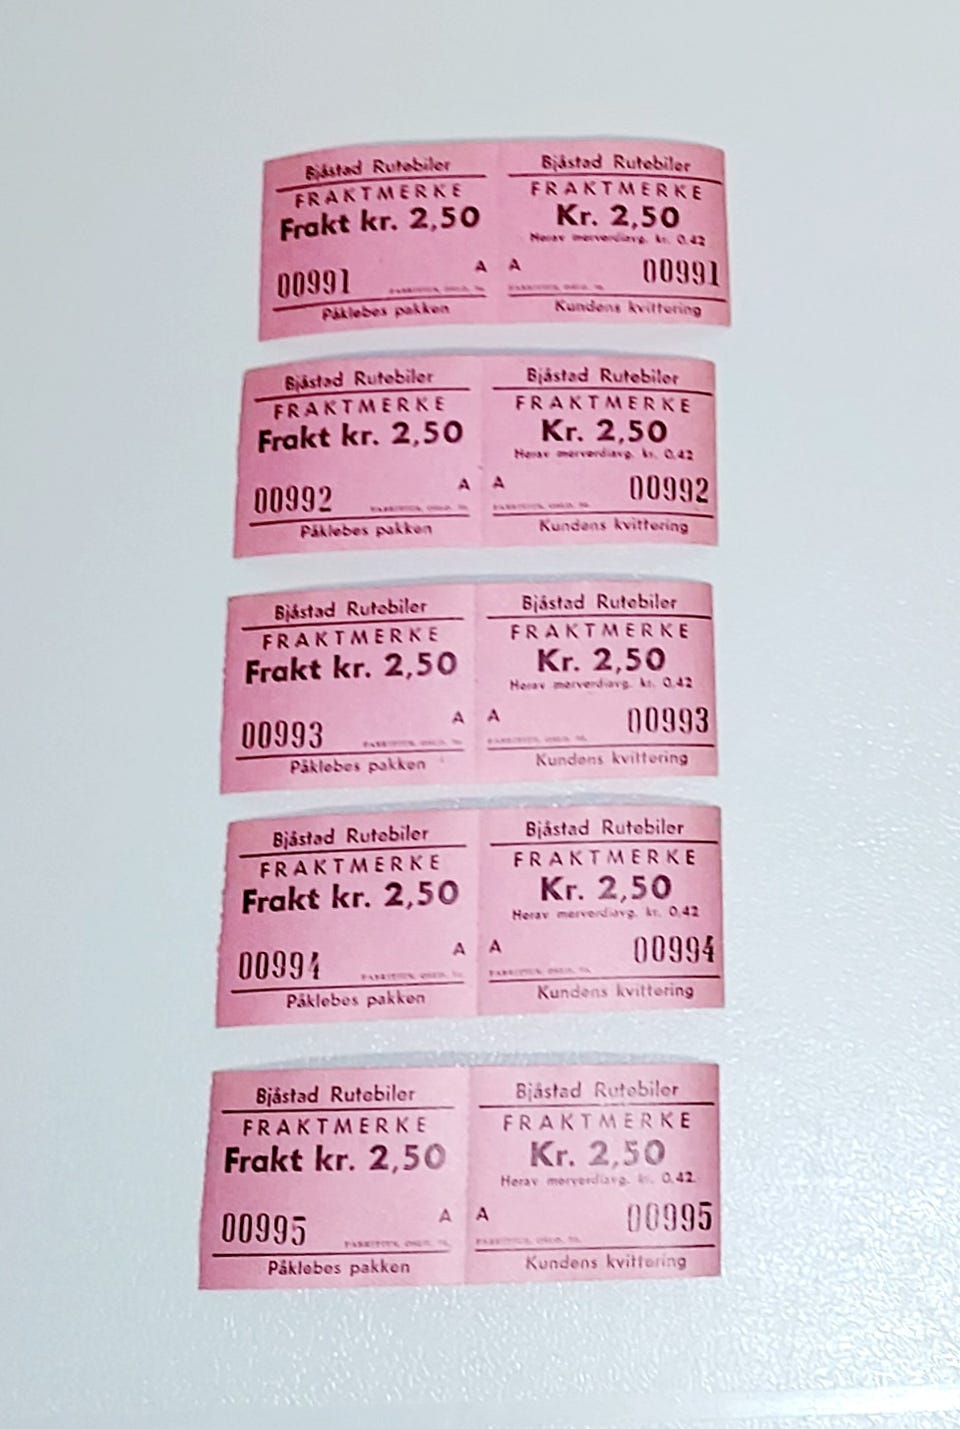 Bjåstad Rutebiler
FRAKTMERKE
Frakt kr. 2,50
A
00991
Påklebes pakken
Bjåstad Rutebiler
FRAKTMERKE
Kr. 2,50
Herav merverdiavg. kr. 0,42
A
00991
Kundens kvittering
Bjåstad Rutebiler
FRAKTMERKE
Frakt kr. 2,50
A
00992
Påklebes pakken
Bjåstad Rutebiler
FRAKTMERKE
Kr. 2,50
Herav merverdiavg. kr. 0,42
A
00992
Kundens kvittering
Bjåstad Rutebiler
FRAKTMERKE
Frakt kr. 2,50
A
00993
Påklebes pakken
Bjåstad Rutebiler
FRAKTMERKE
Kr. 2,50
Herav merverdiavg. kr. 0,42
A
00993
Kundens kvittering
Bjåstad Rutebiler
FRAKTMERKE
Frakt kr. 2,50
A
00994
Påklebes pakken
Bjåstad Rutebiler
FRAKTMERKE
Kr. 2,50
Herav merverdiavg. kr. 0,42
A
00994
Kundens kvittering
Bjåstad Rutebiler
FRAKTMERKE
Frakt kr. 2,50
A
00995
Påklebes pakken
Bjåstad Rutebiler
FRAKTMERKE
Kr. 2,50
Herav merverdiavg. kr. 0,42
A
00995
Kundens kvittering